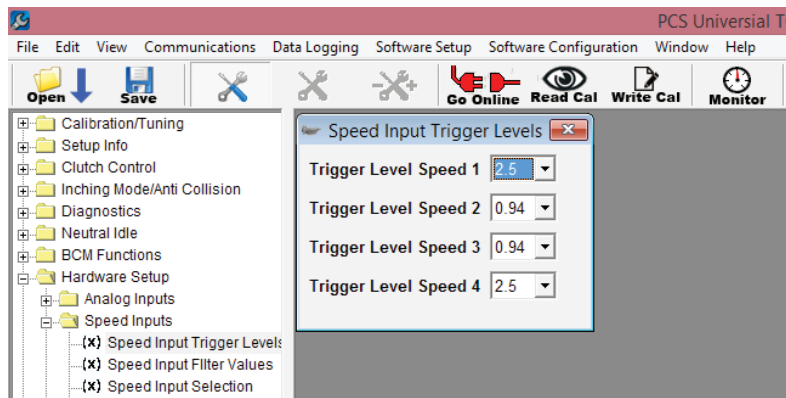 PCS Universial T
File Edit View Communications Data Logging Software Setup Software Configuration Window Help
Open Save Go Online Read Cal Write Cal Monitor
Calibration/Tuning
Setup Info
Clutch Control
Inching Mode/Anti Collision
Diagnostics
Neutral Idle
BCM Functions
Hardware Setup
Analog Inputs
Speed Inputs
(x) Speed Input Trigger Levels
(x) Speed Input FIlter Values
(x) Speed Input Selection
Speed Input Trigger Levels
Trigger Level Speed 1 2.5
Trigger Level Speed 2 0.94
Trigger Level Speed 3 0.94
Trigger Level Speed 4 2.5